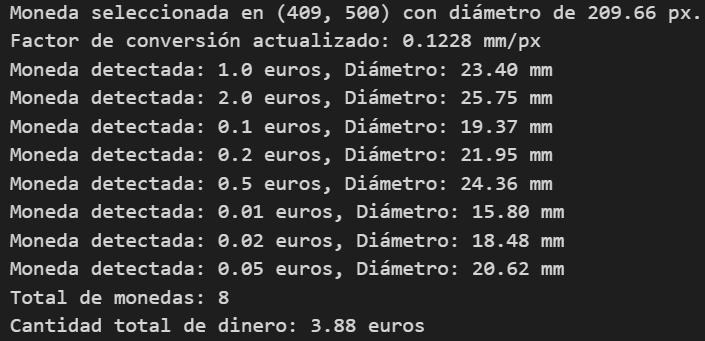 Moneda seleccionada en (409, 500) con diámetro de 209.66 px.
Factor de conversión actualizado: 0.1228 mm/px
Moneda detectada: 1.0 euros, Diámetro: 23.40 mm
Moneda detectada: 2.0 euros, Diámetro: 25.75 mm
Moneda detectada: 0.1 euros, Diámetro: 19.37 mm
Moneda detectada: 0.2 euros, Diámetro: 21.95 mm
Moneda detectada: 0.5 euros, Diámetro: 24.36 mm
Moneda detectada: 0.01 euros, Diámetro: 15.80 mm
Moneda detectada: 0.02 euros, Diámetro: 18.48 mm
Moneda detectada: 0.05 euros, Diámetro: 20.62 mm
Total de monedas: 8
Cantidad total de dinero: 3.88 euros